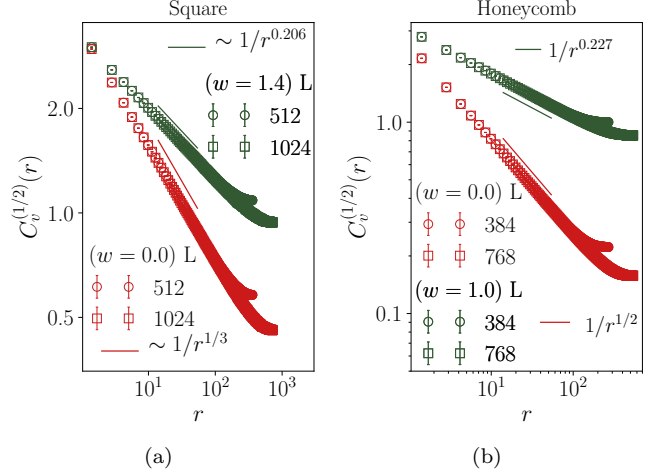 Square
∼ 1/r^{0.206}
(w = 1.4) L
512
1024
2.0
1.0
0.5
C_v^{(1/2)}(r)
(w = 0.0) L
512
1024
∼ 1/r^{1/3}
10^1 10^2 10^3
r
(a)
Honeycomb
1/r^{0.227}
1.0
0.1
C_v^{(1/2)}(r)
(w = 0.0) L
384
768
(w = 1.0) L
384
768
1/r^{1/2}
10^1 10^2
r
(b)